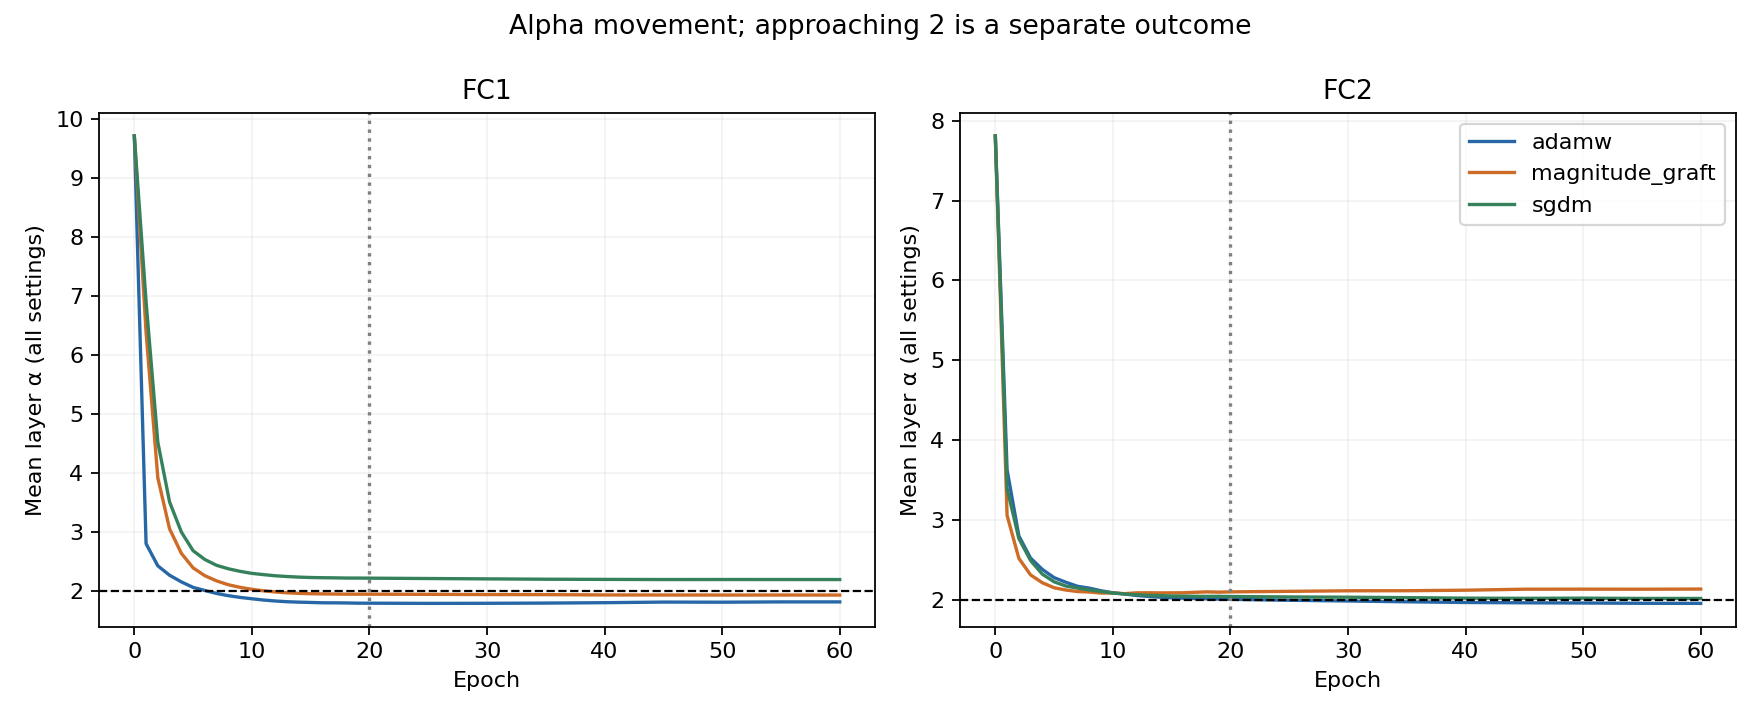 Alpha movement; approaching 2 is a separate outcome
FC1
Mean layer α (all settings)
10
9
8
7
6
5
4
3
2
0 10 20 30 40 50 60
Epoch
FC2
Mean layer α (all settings)
8
7
6
5
4
3
2
adamw
magnitude_graft
sgdm
0 10 20 30 40 50 60
Epoch